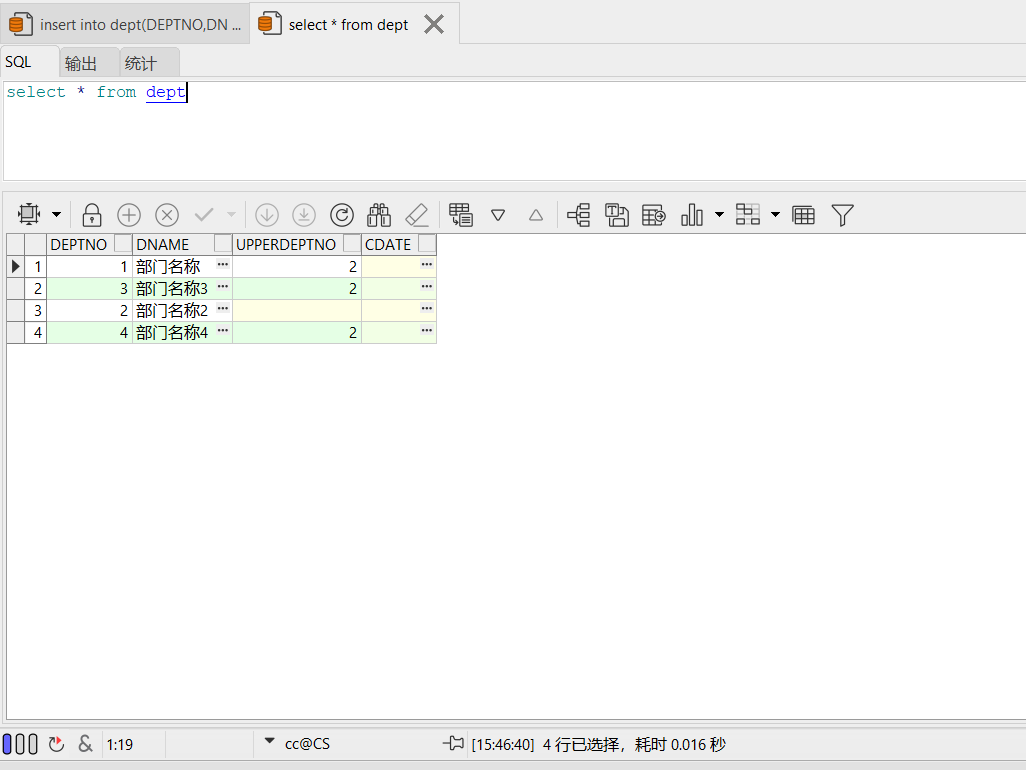 insert into dept(DEPTNO,DN ... select * from dept
SQL 输出 统计
select * from dept
DEPTNO DNAME UPPERDEPTNO CDATE
1 1 部门名称 ... 2 ...
2 3 部门名称3 ... 2 ...
3 2 部门名称2 ... ...
4 4 部门名称4 ... 2 ...
& 1:19 cc@CS [15:46:40] 4 行已选择，耗时 0.016 秒